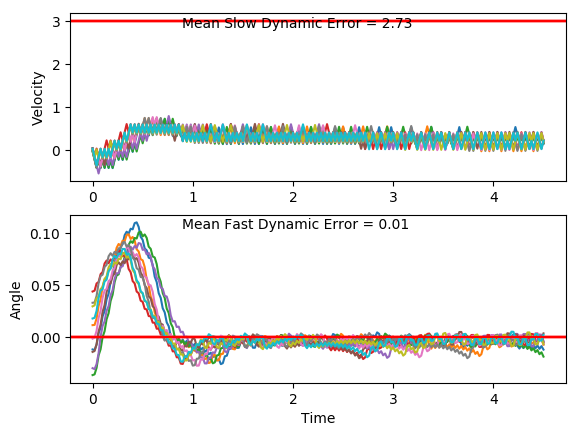 Mean Slow Dynamic Error = 2.73
3
2
1
0
Velocity
0 1 2 3 4
Mean Fast Dynamic Error = 0.01
0.10
0.05
0.00
Angle
0 1 2 3 4
Time